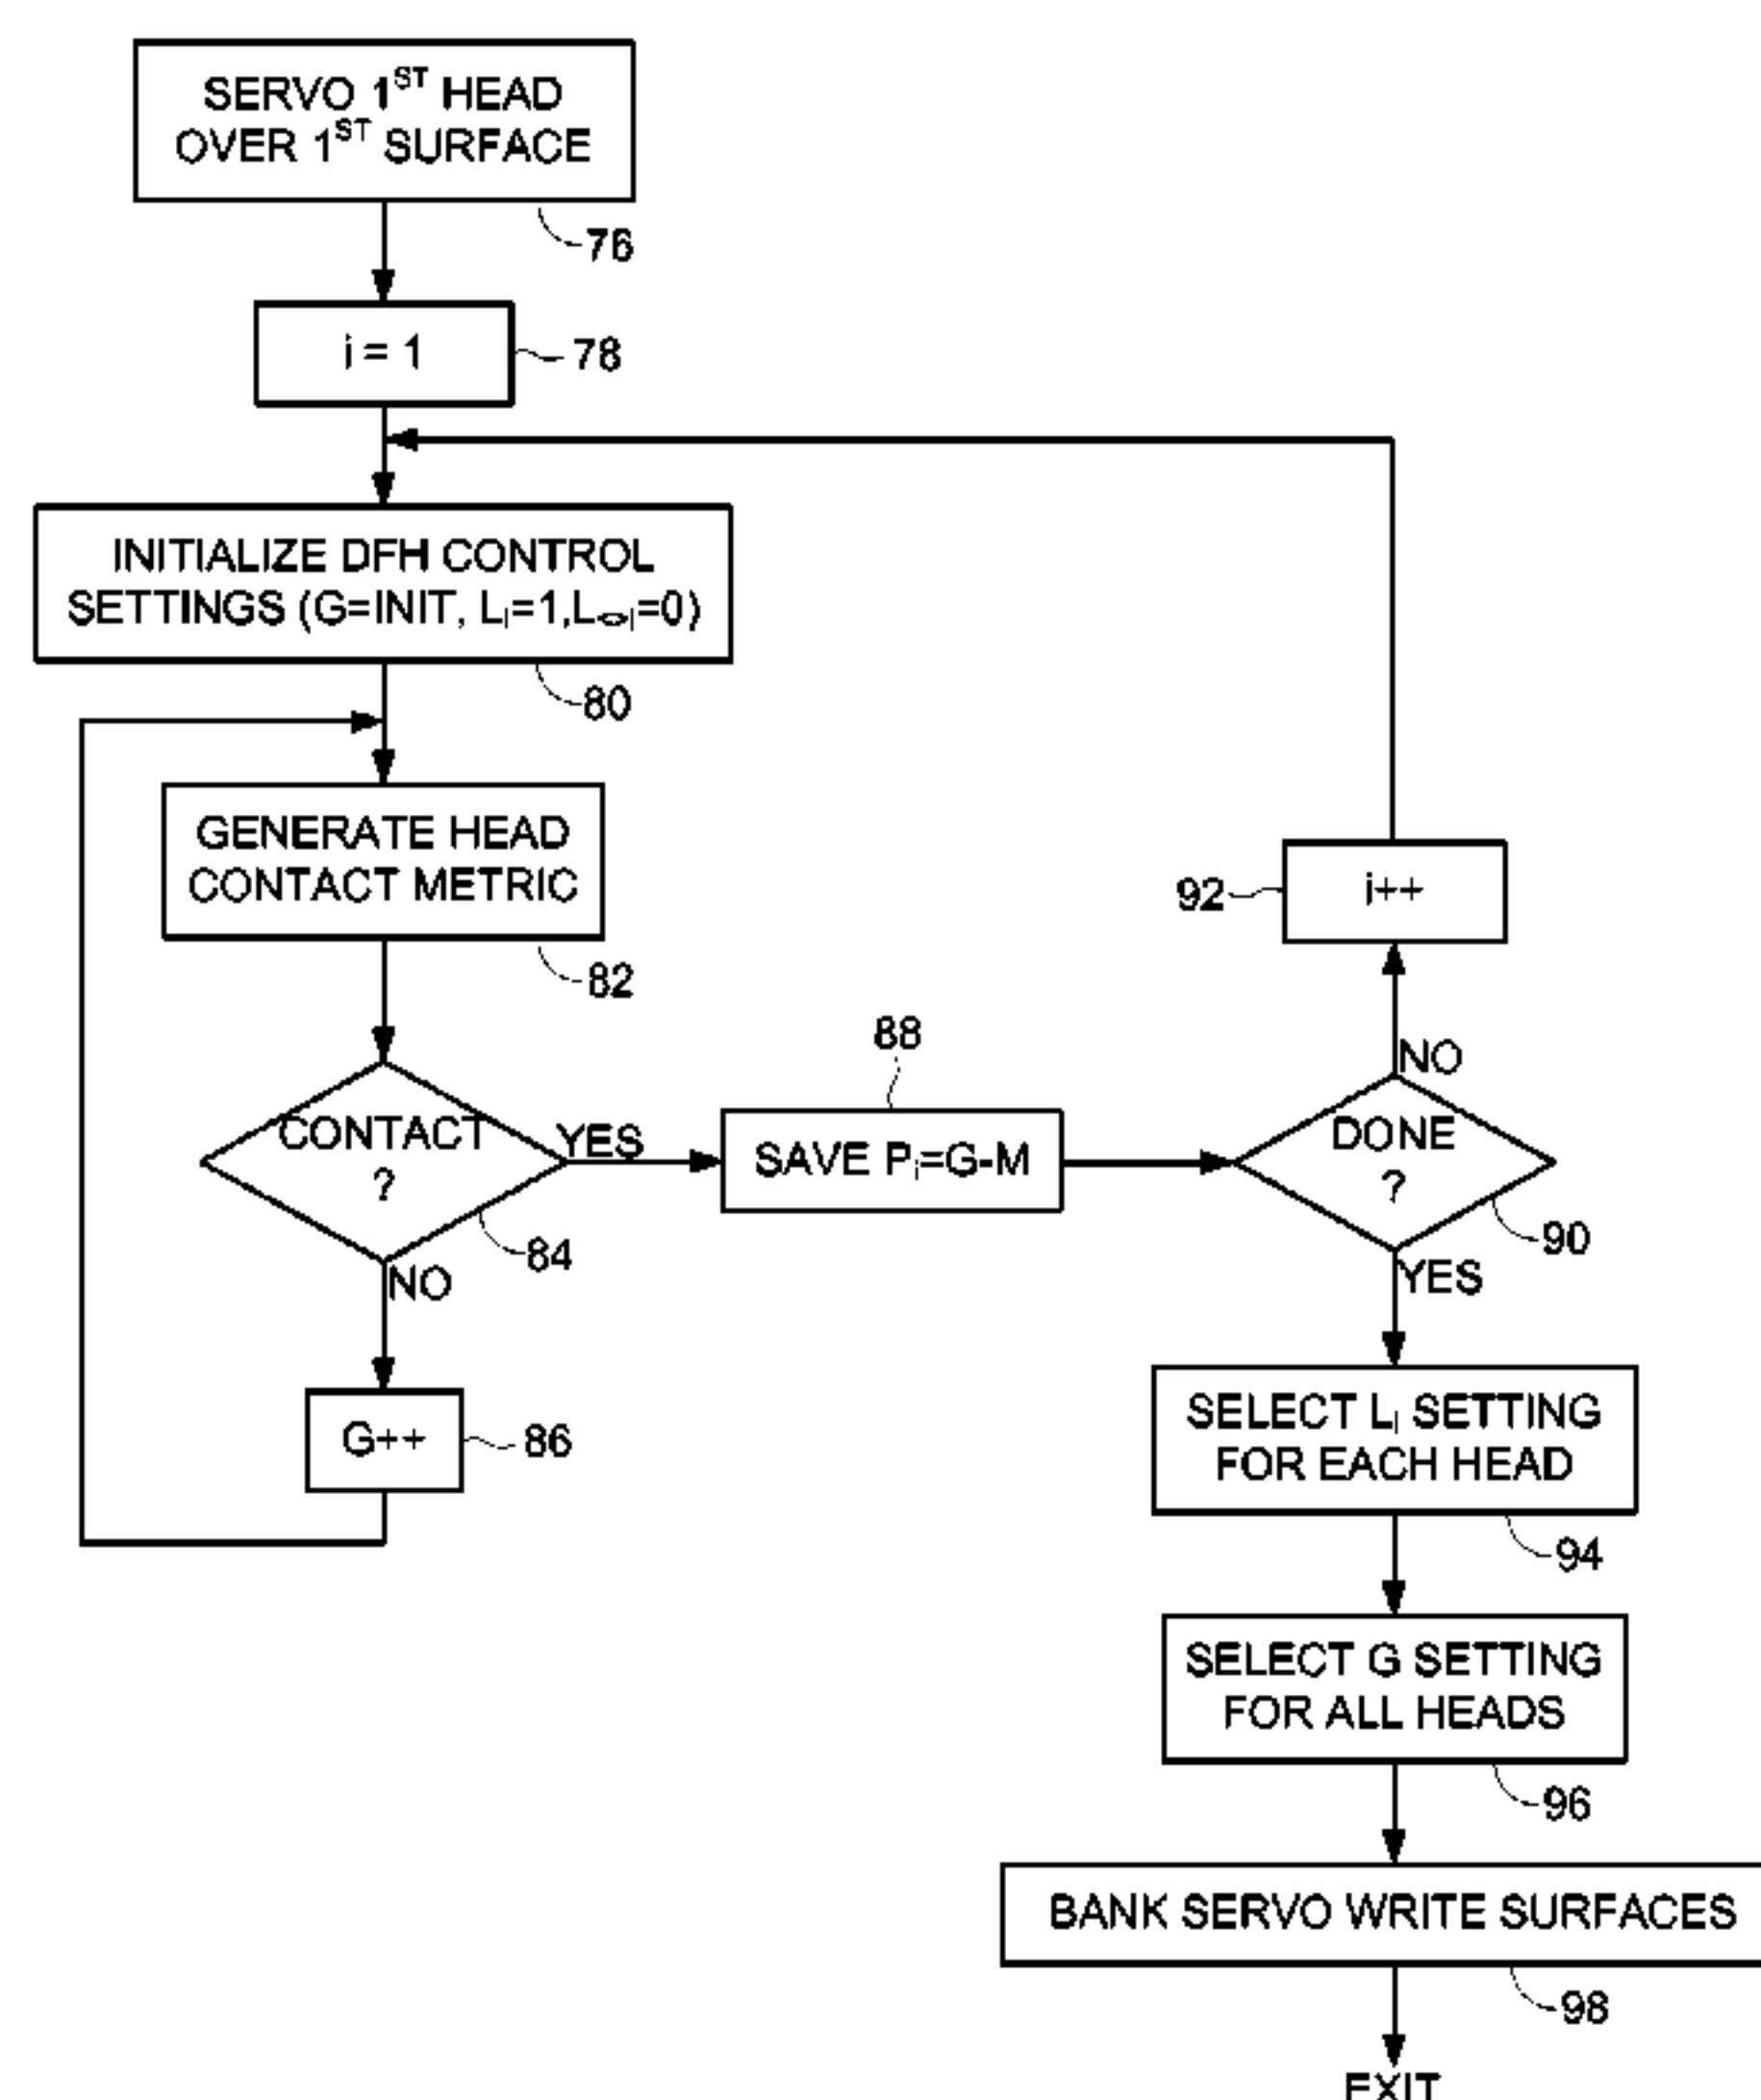 SERVO 1ST HEAD
OVER 1ST SURFACE
76
i = 1
78
INITIALIZE DFH CONTROL
SETTINGS (G=INIT, Li=1,L<>i=0)
80
GENERATE HEAD
CONTACT METRIC
82
CONTACT
?
YES
84
NO
G++
86
88
SAVE Pi=G-M
92
i++
NO
DONE
?
90
YES
SELECT Li SETTING
FOR EACH HEAD
94
SELECT G SETTING
FOR ALL HEADS
96
BANK SERVO WRITE SURFACES
98
EXIT